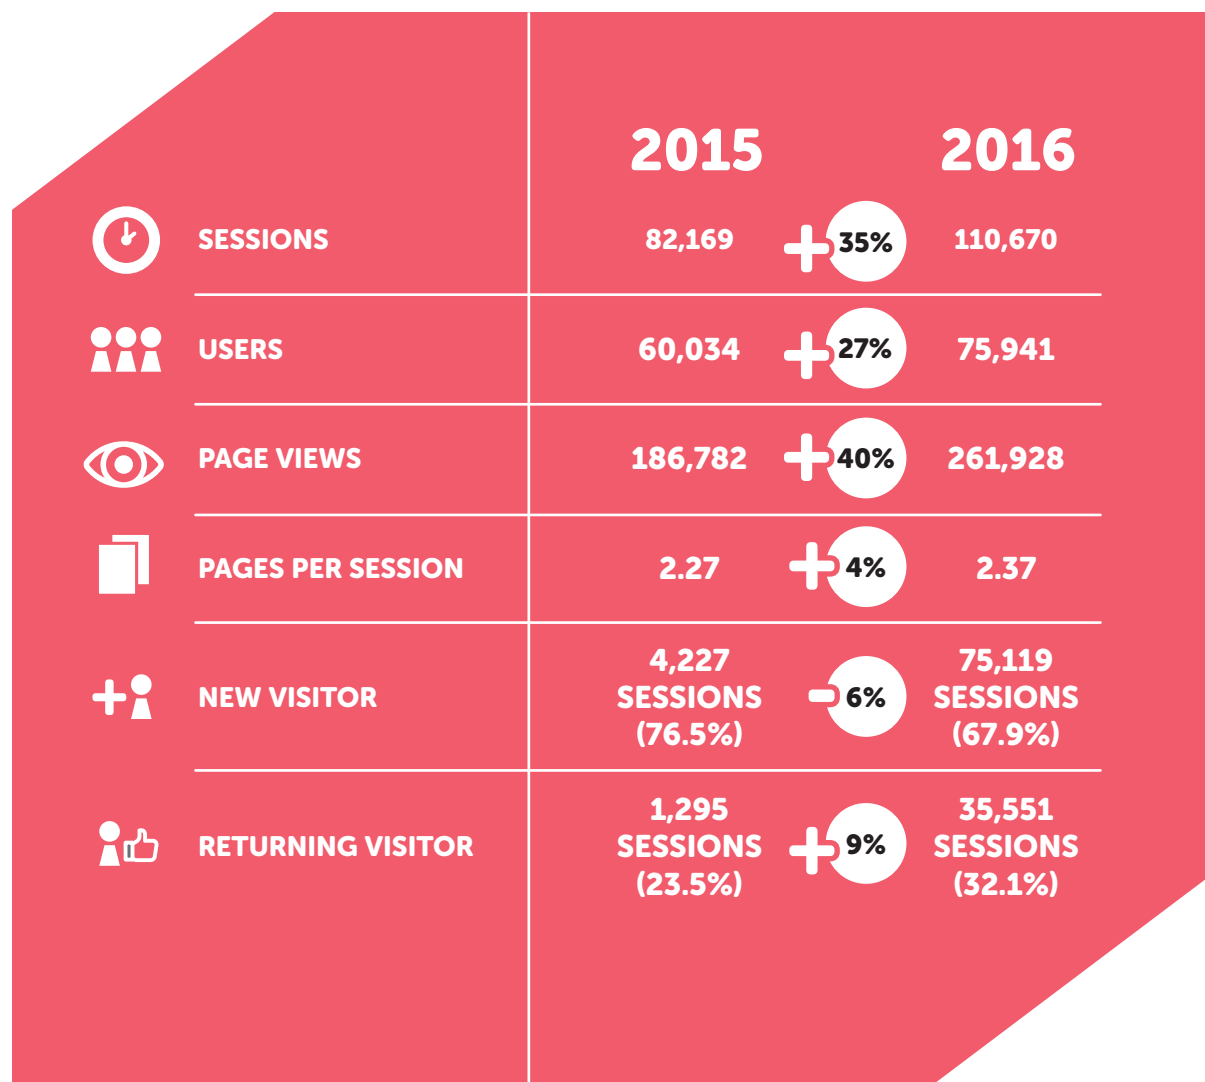 2015 2016
SESSIONS 82,169 +35% 110,670
USERS 60,034 +27% 75,941
PAGE VIEWS 186,782 +40% 261,928
PAGES PER SESSION 2.27 +4% 2.37
NEW VISITOR
4,227
SESSIONS
(76.5%)
-6%
75,119
SESSIONS
(67.9%)
RETURNING VISITOR
1,295
SESSIONS
(23.5%)
+9%
35,551
SESSIONS
(32.1%)